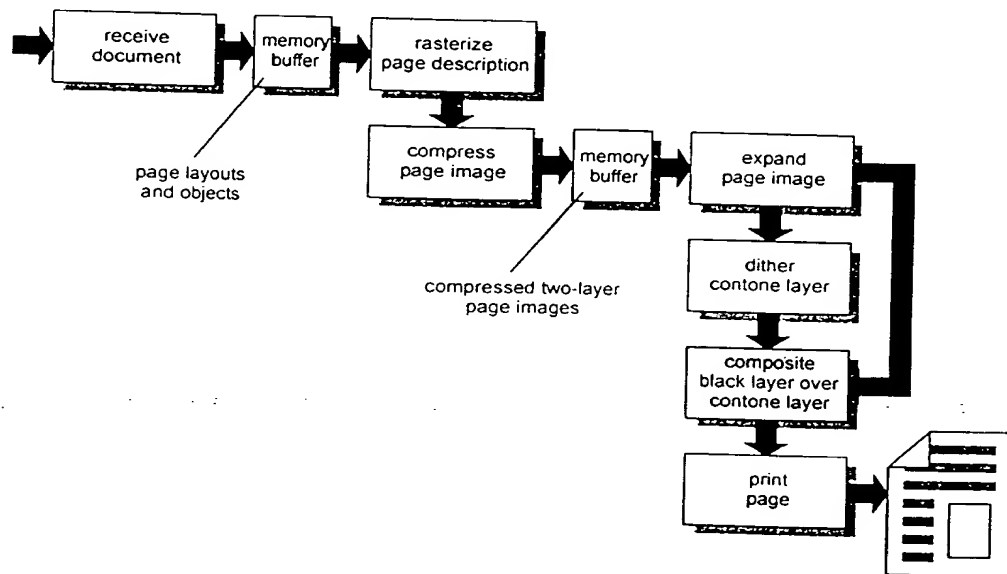 receive
document
memory
buffer
rasterize
page description
page layouts
and objects
compress
page image
memory
buffer
expand
page image
compressed two-layer
page images
dither
contone layer
composite
black layer over
contone layer
print
page